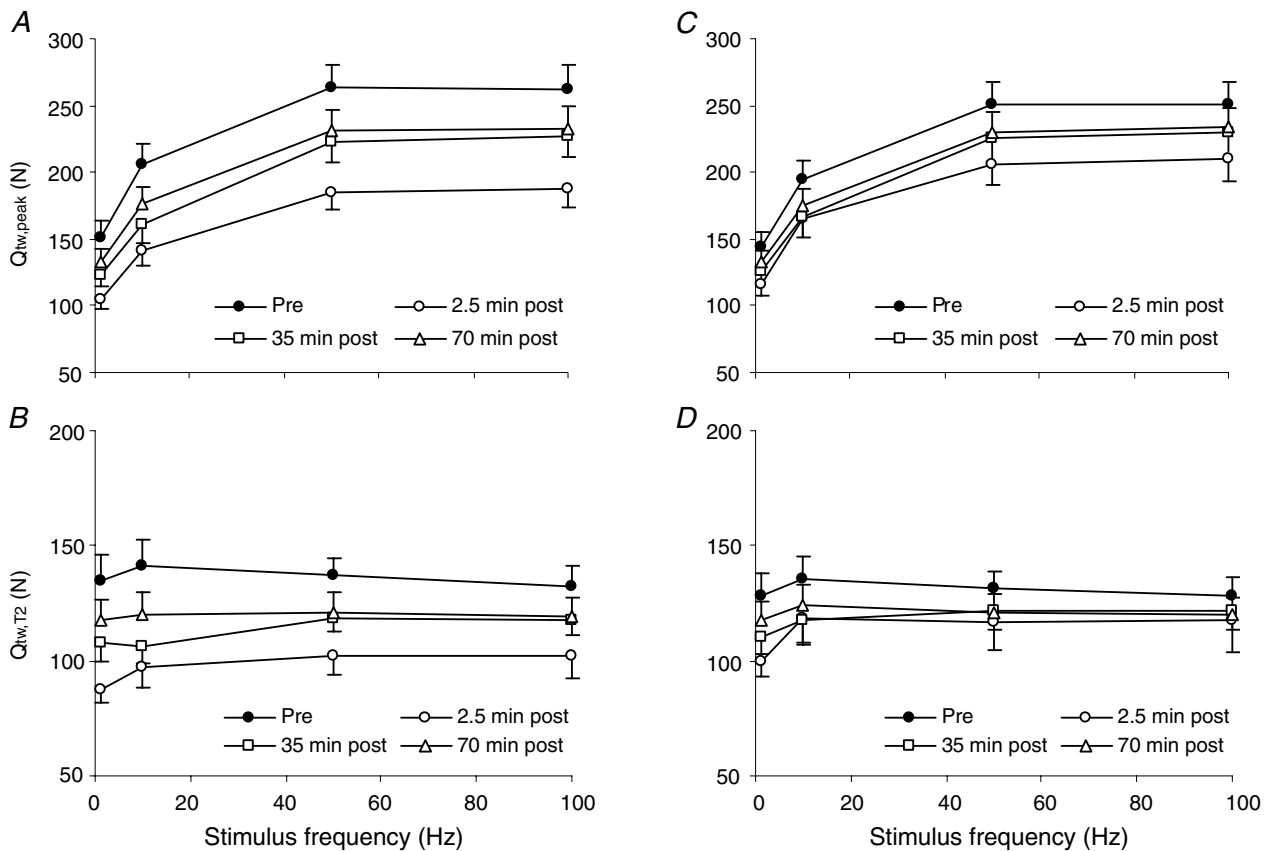 A
Qtw,peak (N)
300
250
200
150
100
50
Pre
2.5 min post
35 min post
70 min post
C
300
250
200
150
100
50
Pre
2.5 min post
35 min post
70 min post
B
Qtw,T2 (N)
200
150
100
50
Pre
2.5 min post
35 min post
70 min post
0 20 40 60 80 100
Stimulus frequency (Hz)
D
200
150
100
50
Pre
2.5 min post
35 min post
70 min post
0 20 40 60 80 100
Stimulus frequency (Hz)